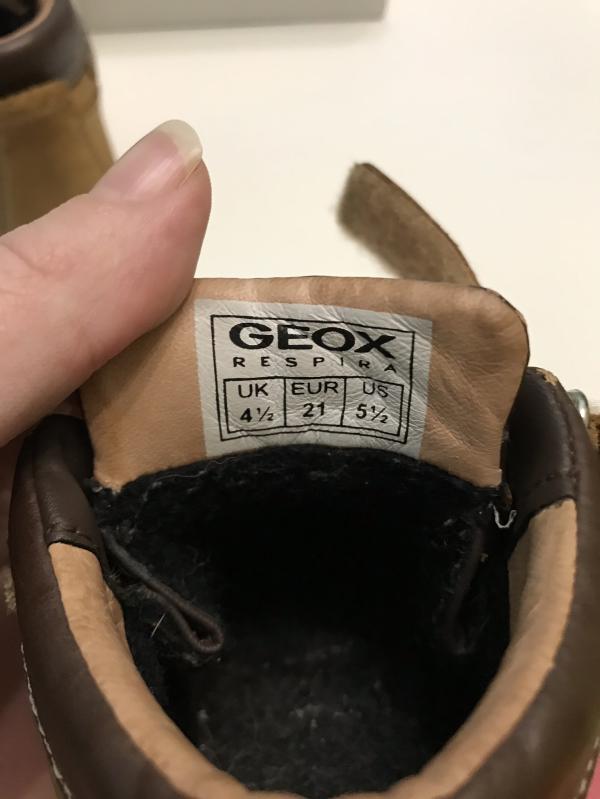 GEOX
RESPIRA
UK EUR US
4½ 21 5½